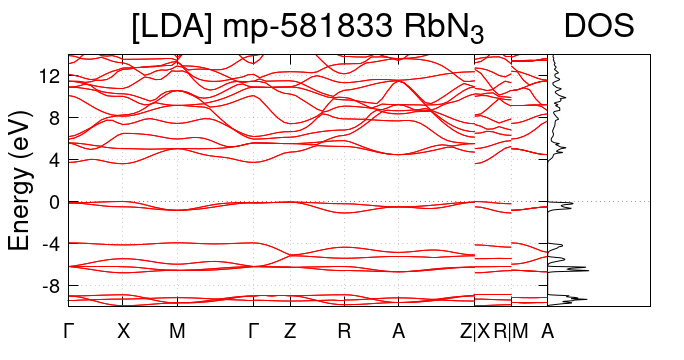 [LDA] mp-581833 RbN3 DOS
Energy (eV)
12
8
4
0
-4
-8
Γ X M Γ Z R A Z|X R|M A